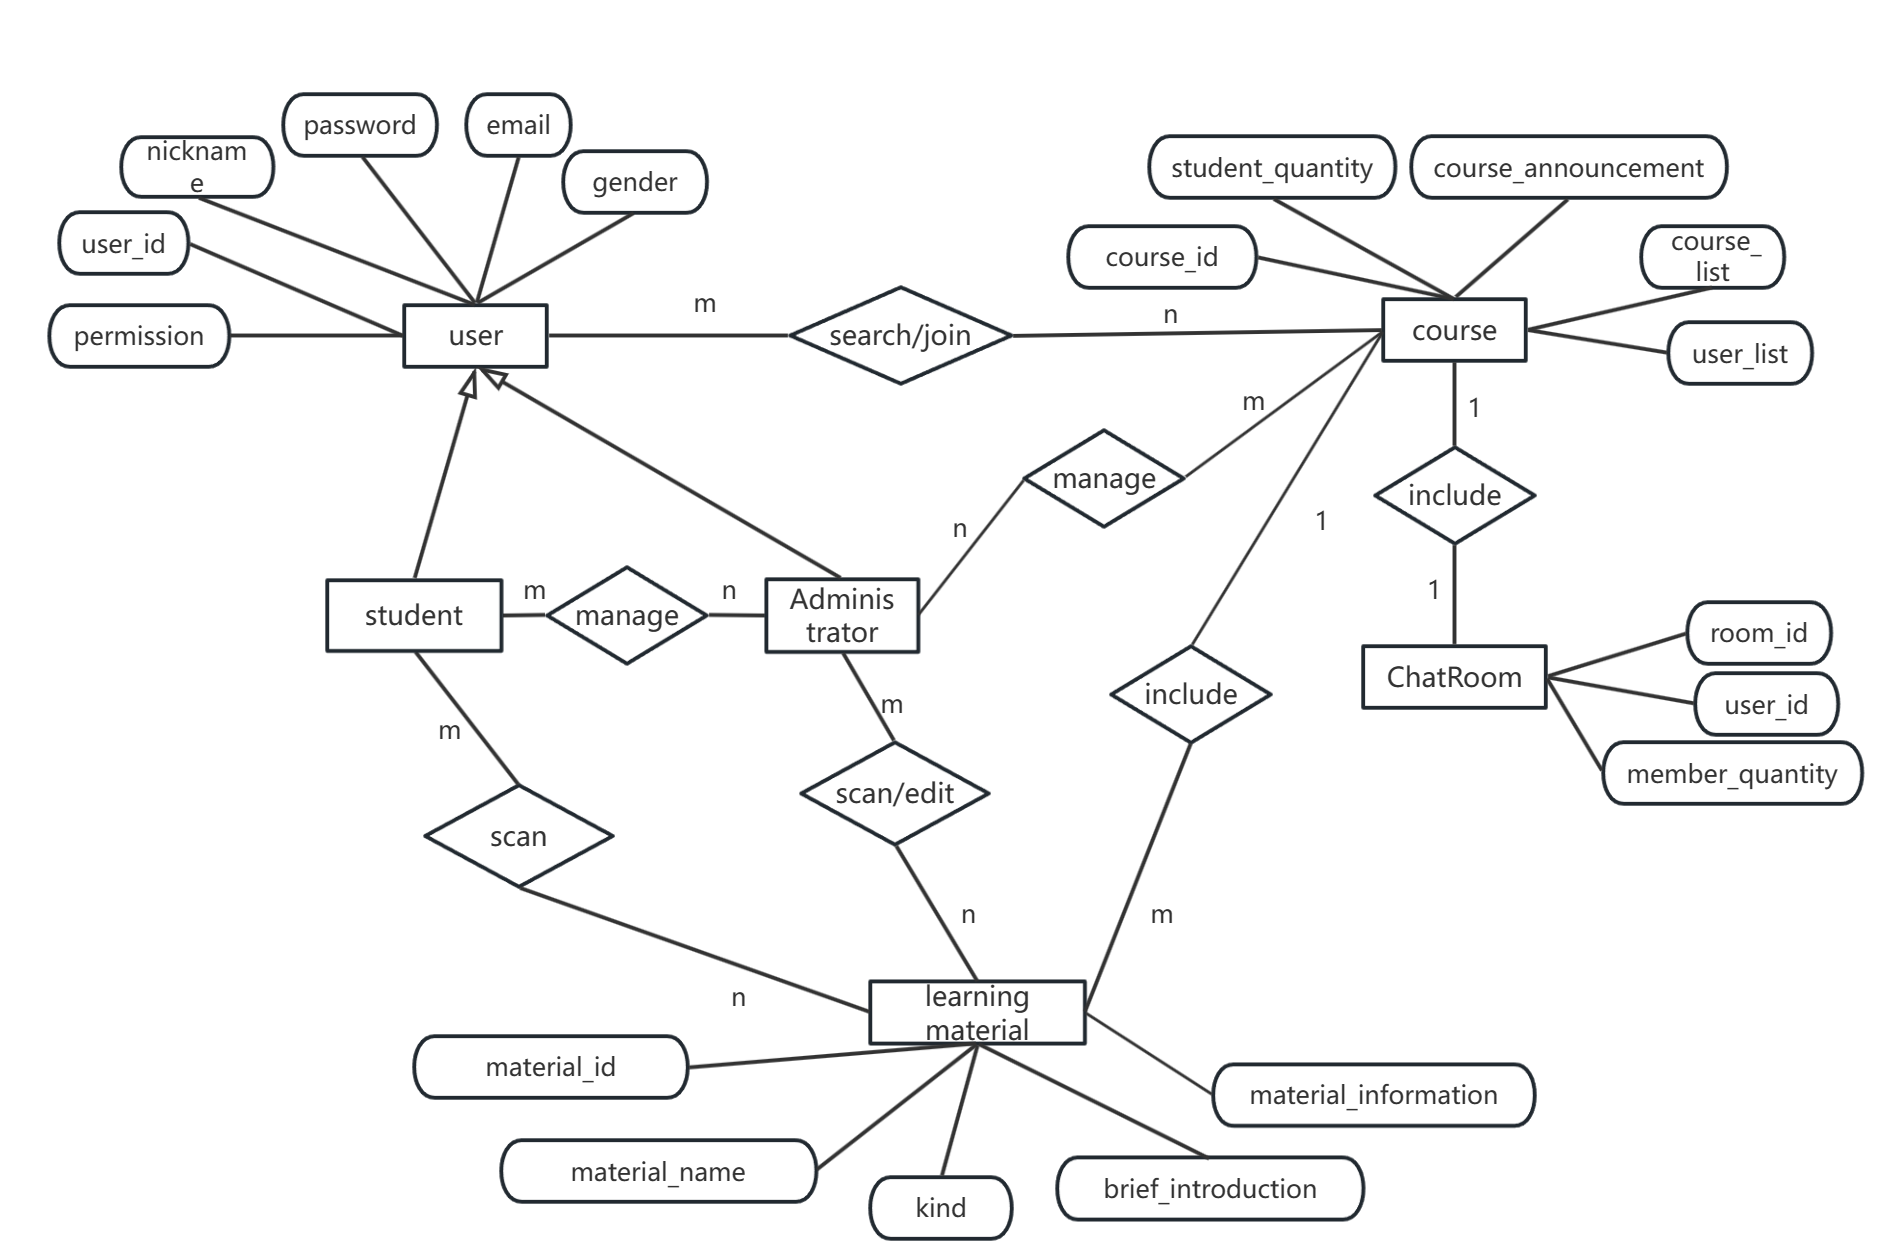 password
email
nicknam
e
gender
student_quantity
course_announcement
user_id
course_id
course_
list
permission
user
m
search/join
n
course
user_list
m
1
manage
n
include
1
1
student
m
manage
n
Adminis
trator
room_id
ChatRoom
user_id
include
m
m
member_quantity
scan/edit
scan
n
m
n
learning
material
material_id
material_information
material_name
kind
brief_introduction